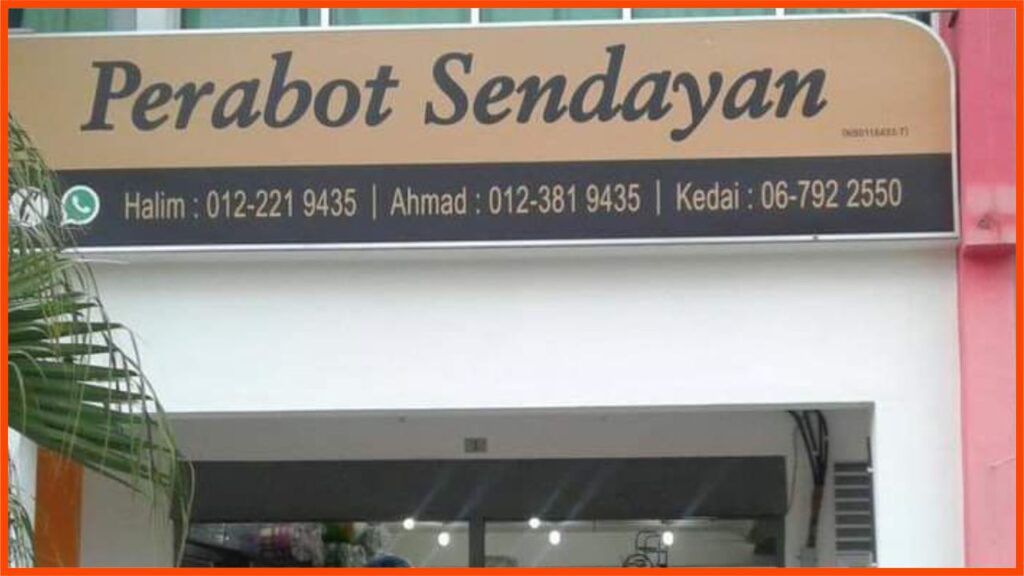 Perabot Sendayan
Halim : 012-221 9435 | Ahmad : 012-381 9435 | Kedai : 06-792 2550